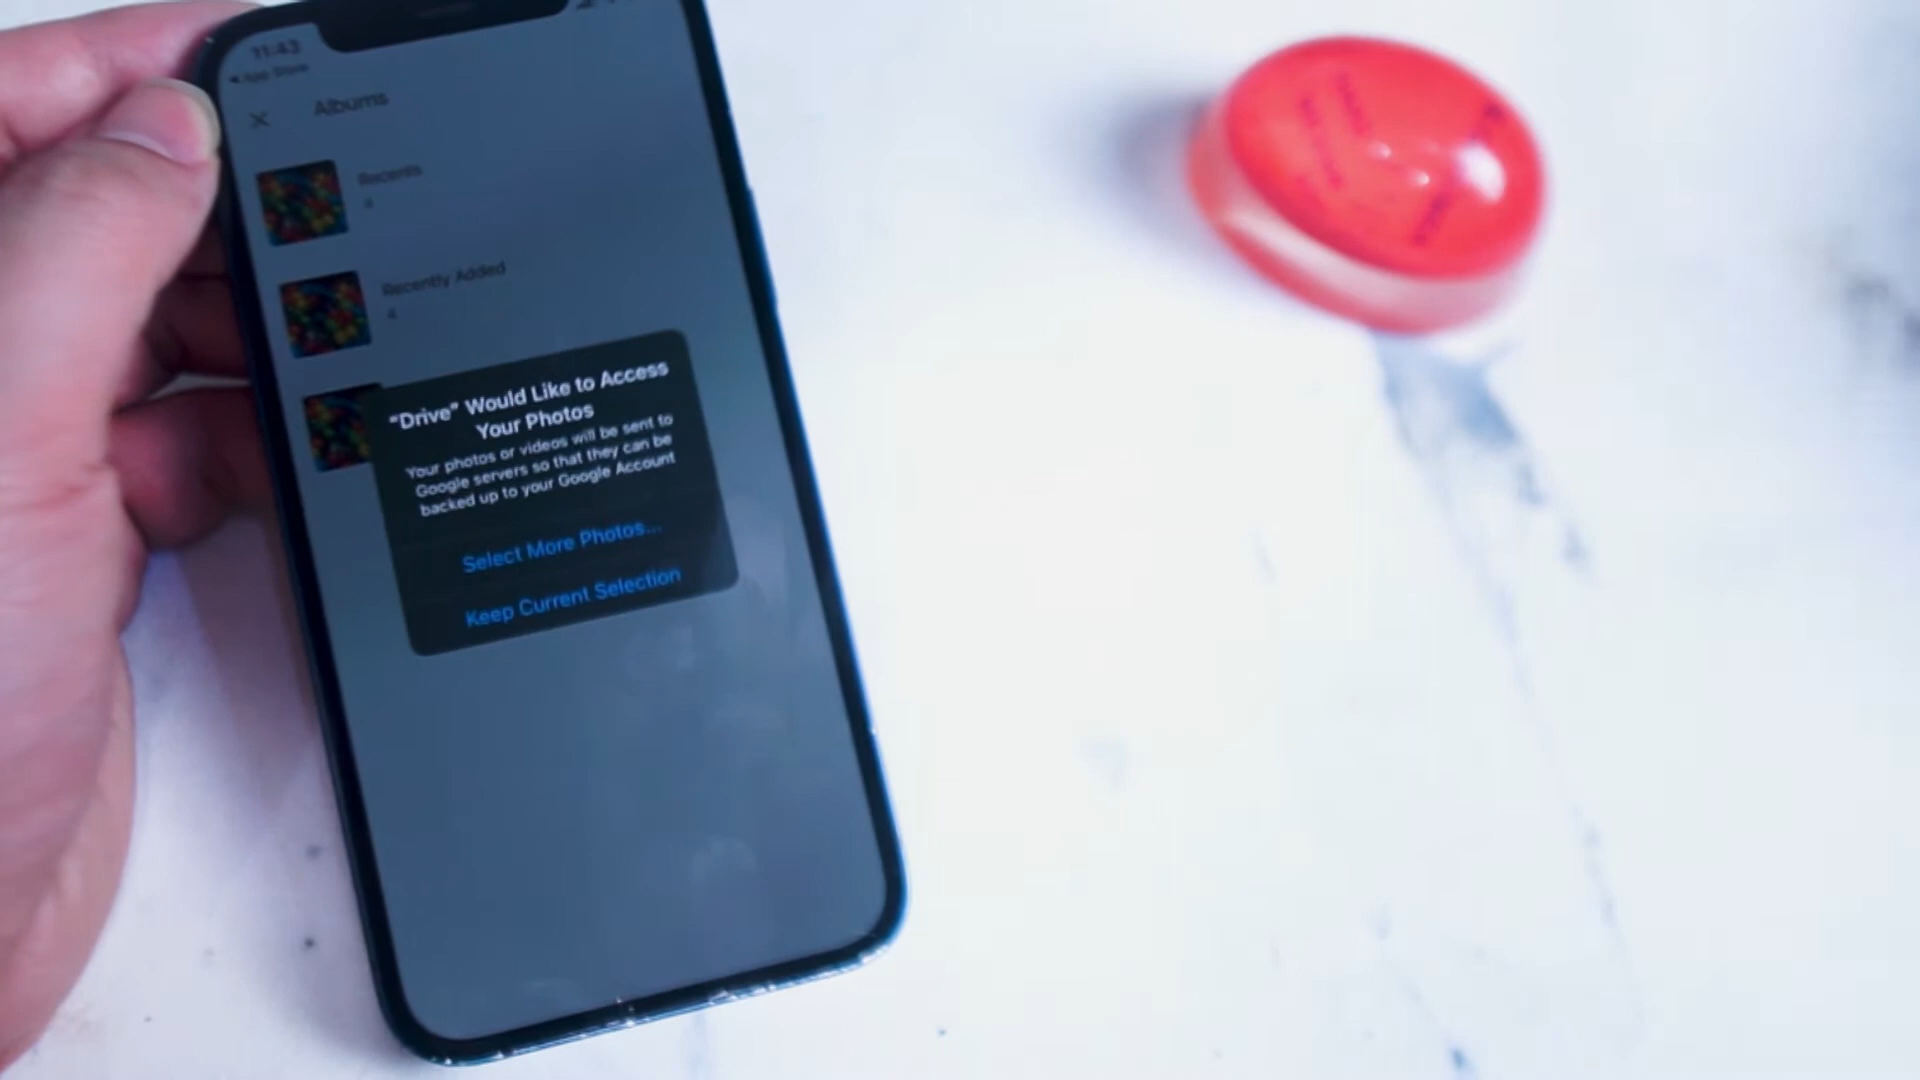 11:43
◀ App Store
Albums
Recents
4
Recently Added
4
“Drive” Would Like to Access
Your Photos
Your photos or videos will be sent to
Google servers so that they can be
backed up to your Google Account
Select More Photos...
Keep Current Selection